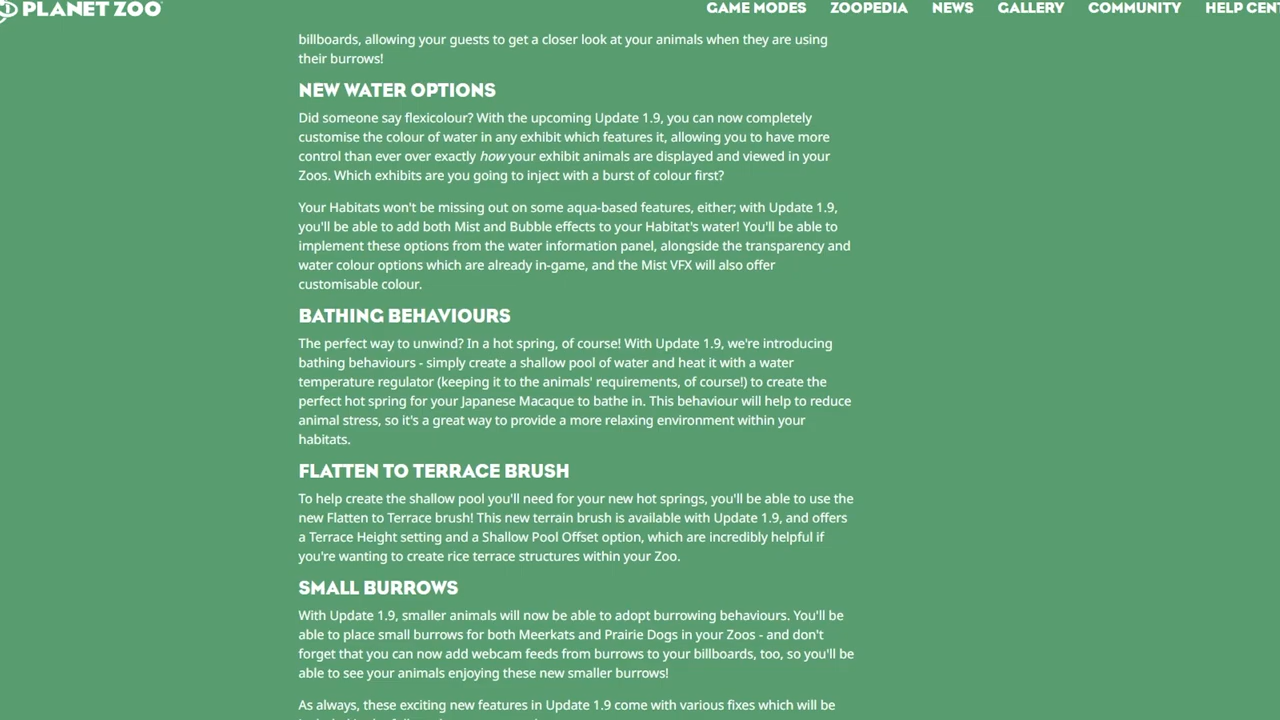 PLANET ZOO
GAME MODES ZOOPEDIA NEWS GALLERY COMMUNITY HELP CEN
billboards, allowing your guests to get a closer look at your animals when they are using
their burrows!
NEW WATER OPTIONS
Did someone say flexicolour? With the upcoming Update 1.9, you can now completely
customise the colour of water in any exhibit which features it, allowing you to have more
control than ever over exactly how your exhibit animals are displayed and viewed in your
Zoos. Which exhibits are you going to inject with a burst of colour first?
Your Habitats won't be missing out on some aqua-based features, either; with Update 1.9,
you'll be able to add both Mist and Bubble effects to your Habitat's water! You'll be able to
implement these options from the water information panel, alongside the transparency and
water colour options which are already in-game, and the Mist VFX will also offer
customisable colour.
BATHING BEHAVIOURS
The perfect way to unwind? In a hot spring, of course! With Update 1.9, we're introducing
bathing behaviours - simply create a shallow pool of water and heat it with a water
temperature regulator (keeping it to the animals' requirements, of course!) to create the
perfect hot spring for your Japanese Macaque to bathe in. This behaviour will help to reduce
animal stress, so it's a great way to provide a more relaxing environment within your
habitats.
FLATTEN TO TERRACE BRUSH
To help create the shallow pool you'll need for your new hot springs, you'll be able to use the
new Flatten to Terrace brush! This new terrain brush is available with Update 1.9, and offers
a Terrace Height setting and a Shallow Pool Offset option, which are incredibly helpful if
you're wanting to create rice terrace structures within your Zoo.
SMALL BURROWS
With Update 1.9, smaller animals will now be able to adopt burrowing behaviours. You'll be
able to place small burrows for both Meerkats and Prairie Dogs in your Zoos - and don't
forget that you can now add webcam feeds from burrows to your billboards, too, so you'll be
able to see your animals enjoying these new smaller burrows!
As always, these exciting new features in Update 1.9 come with various fixes which will be